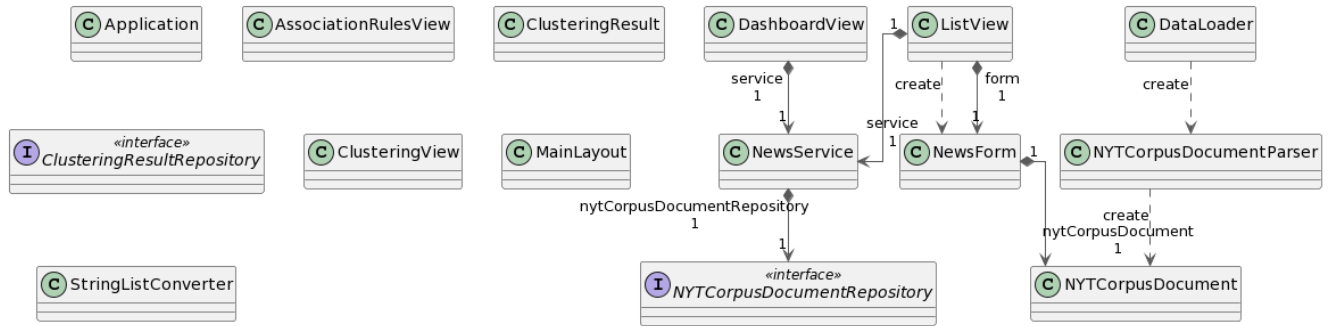 C Application
C AssociationRulesView
C ClusteringResult
C DashboardView
C ListView
C DataLoader
1
service
1
1
create
form
1
1
create
service
1
«interface»
I ClusteringResultRepository
C ClusteringView
C MainLayout
C NewsService
C NewsForm
C NYTCorpusDocumentParser
1
nytCorpusDocumentRepository
1
1
create
nytCorpusDocument
1
C StringListConverter
«interface»
I NYTCorpusDocumentRepository
C NYTCorpusDocument